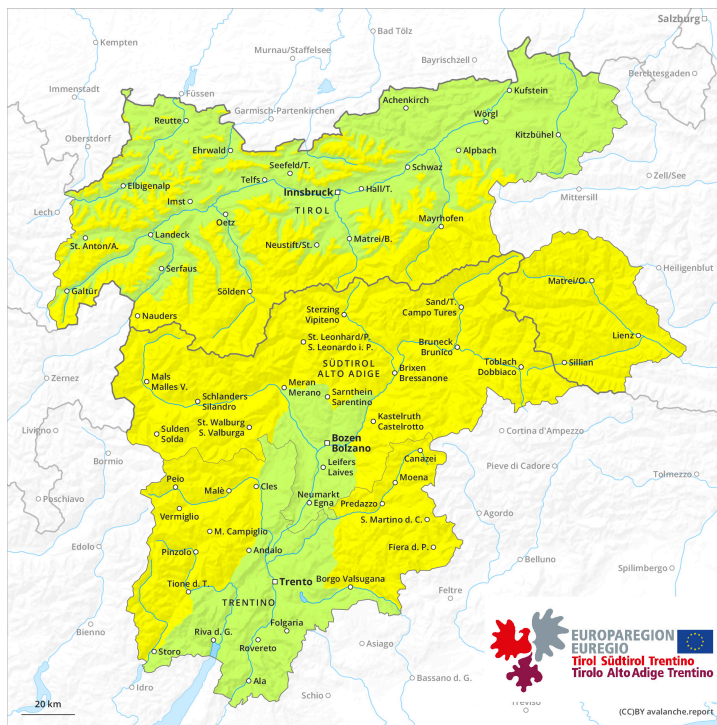 Salzburg
Kempten
Bad Tölz
Murnau/Staffelsee
Bayrischzell
Berchtesgaden
Immenstadt
Füssen
Garmisch-Partenkirchen
Achenkirch
Kufstein
Reutte
Wörgl
Oberstdorf
Ehrwald
Kitzbühel
Alpbach
Seefeld/T.
Schwaz
Zell/See
Telfs
Elbigenalp
Innsbruck
Hall/T.
Mittersill
Imst
TIROL
Lech
Oetz
Mayrhofen
St. Anton/A.
Landeck
Neustift/St.
Matrei/B.
Serfaus
Heiligenblut
Galtür
Sölden
Matrei/O.
Nauders
Sterzing
Vipiteno
Sand/T.
Campo Tures
Lienz
St. Leonhard/P.
S. Leonardo i. P.
Bruneck
Brunico
SÜDTIROL
ALTO ADIGE
Toblach
Dobbiaco
Sillian
Zernez
Mals
Malles V.
Meran
Merano
Brixen
Bressanone
Sarnthein
Sarentino
Schlanders
Silandro
Livigno
Sulden
Solda
St. Walburg
S. Valburga
Kastelruth
Castelrotto
Cortina d'Ampezzo
Bozen
Bolzano
Bormio
Canazei
Pieve di Cadore
Leifers
Laives
Tolmezzo
Peio
Malè
Cles
Moena
Poschiavo
Neumarkt
Egna
Predazzo
Vermiglio
Agordo
S. Martino d. C.
M. Campiglio
Edolo
Pinzolo
Andalo
Fiera d. P.
Belluno
Spilimbergo
Tione d. T.
Trento
Borgo Valsugana
Feltre
TRENTINO
Bienno
Riva d. G.
Folgaria
Rovereto
Asiago
Storo
Bassano d. G.
Idro
Ala
Schio
Treviso
EUROPAREGION
EUREGIO
Tirol Südtirol Trentino
Tirolo Alto Adige Trentino
20 km
(CC)BY avalanche.report